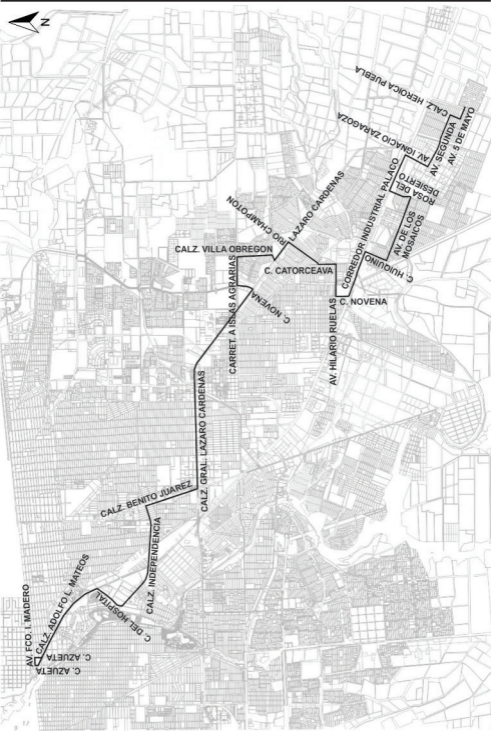 N
CALZ. HEROICA PUEBLA
AV. IGNACIO ZARAGOZA
AV. SEGUNDA
AV. 5 DE MAYO
ROSA DEL
DESIERTO
CORREDOR INDUSTRIAL PALACO
AV. DE LOS
MOSAICOS
C. HUIQUINO
C. NOVENA
AV. HILARIO RUELAS
C. CATORCEAVA
LAZARO CARDENAS
RIO CHAMPOTON
CALZ. VILLA OBREGON
CARRET. A ISLAS AGRARIAS
C. NOVENA
CALZ. GRAL. LAZARO CARDENAS
CALZ. BENITO JUAREZ
CALZ. INDEPENDENCIA
C. DEL HOSPITAL
CALZ. ADOLFO L. MATEOS
AV. FCO. I. MADERO
C. AZUETA
C. AZUETA